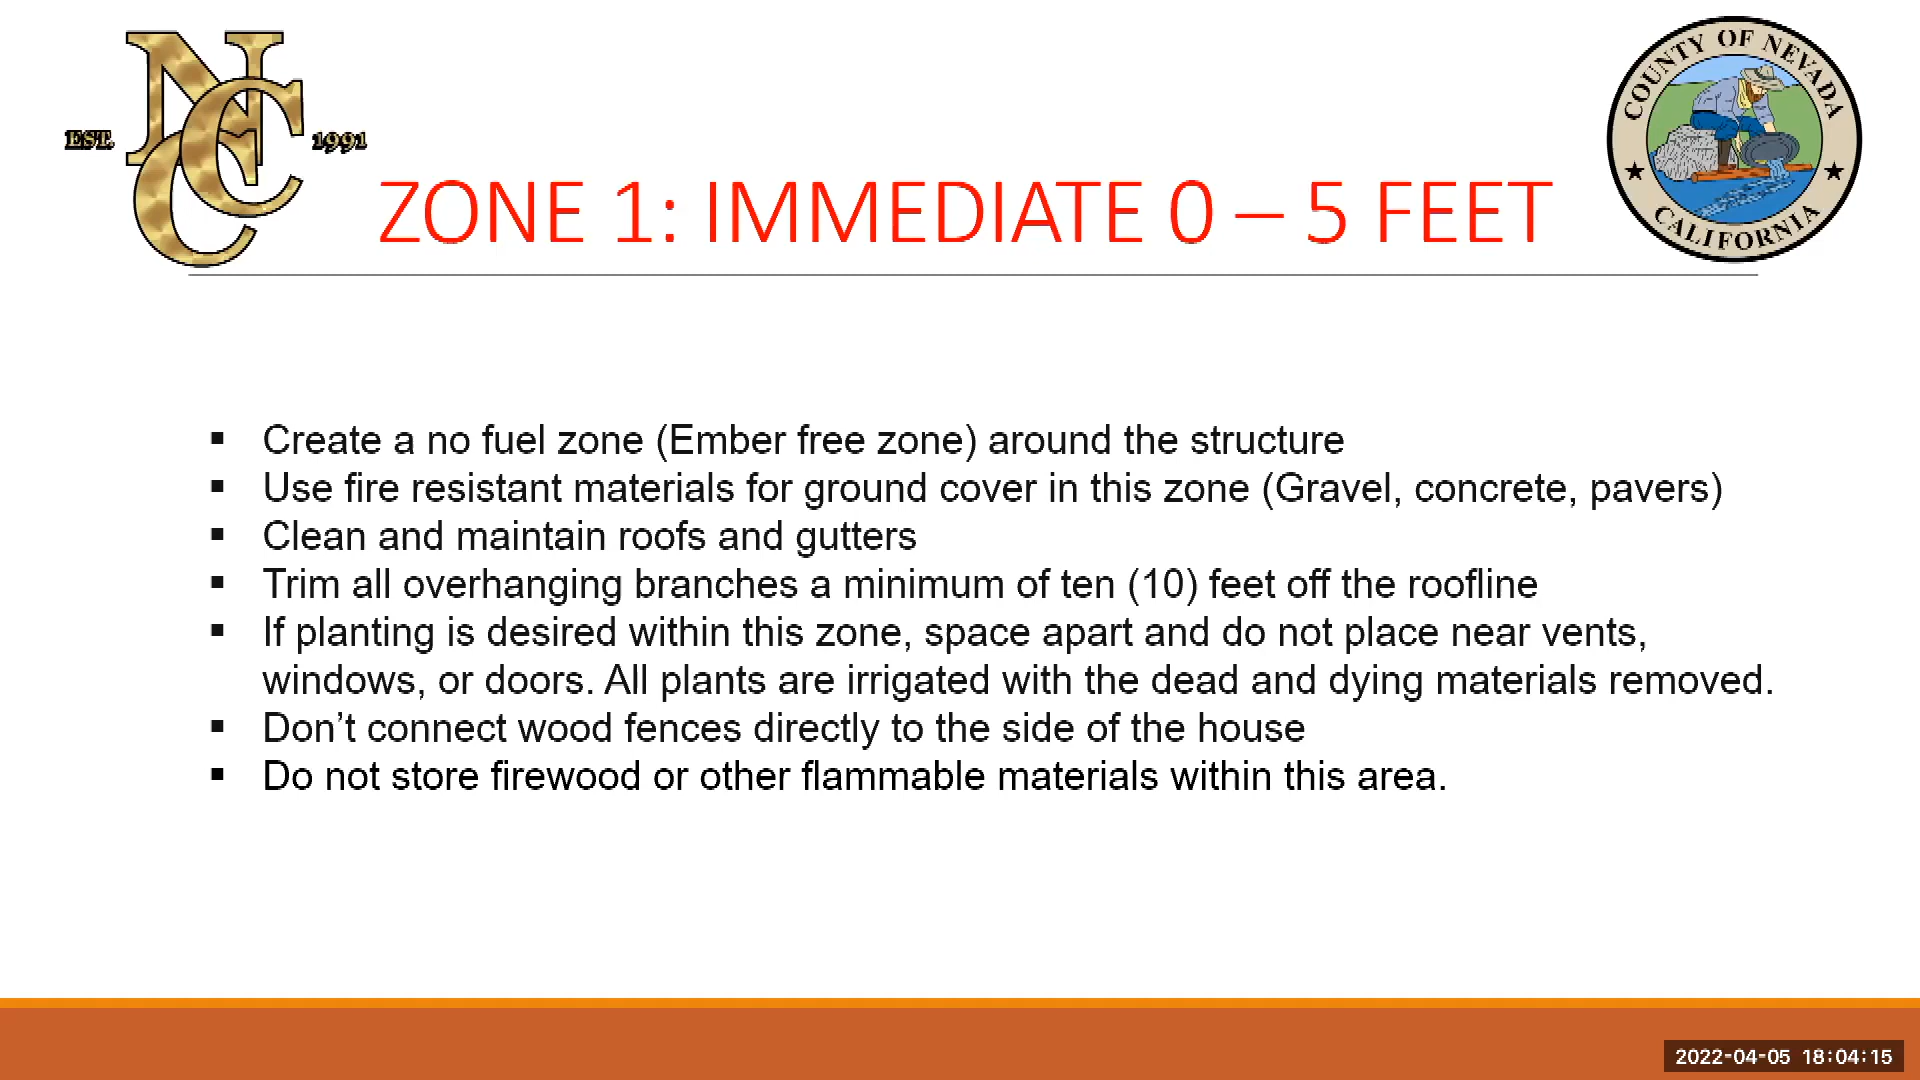 NCC
EST. 1991
COUNTY OF NEVADA
CALIFORNIA
ZONE 1: IMMEDIATE 0 – 5 FEET
▪ Create a no fuel zone (Ember free zone) around the structure
▪ Use fire resistant materials for ground cover in this zone (Gravel, concrete, pavers)
▪ Clean and maintain roofs and gutters
▪ Trim all overhanging branches a minimum of ten (10) feet off the roofline
▪ If planting is desired within this zone, space apart and do not place near vents,
windows, or doors. All plants are irrigated with the dead and dying materials removed.
▪ Don’t connect wood fences directly to the side of the house
▪ Do not store firewood or other flammable materials within this area.
2022-04-05 18:04:15